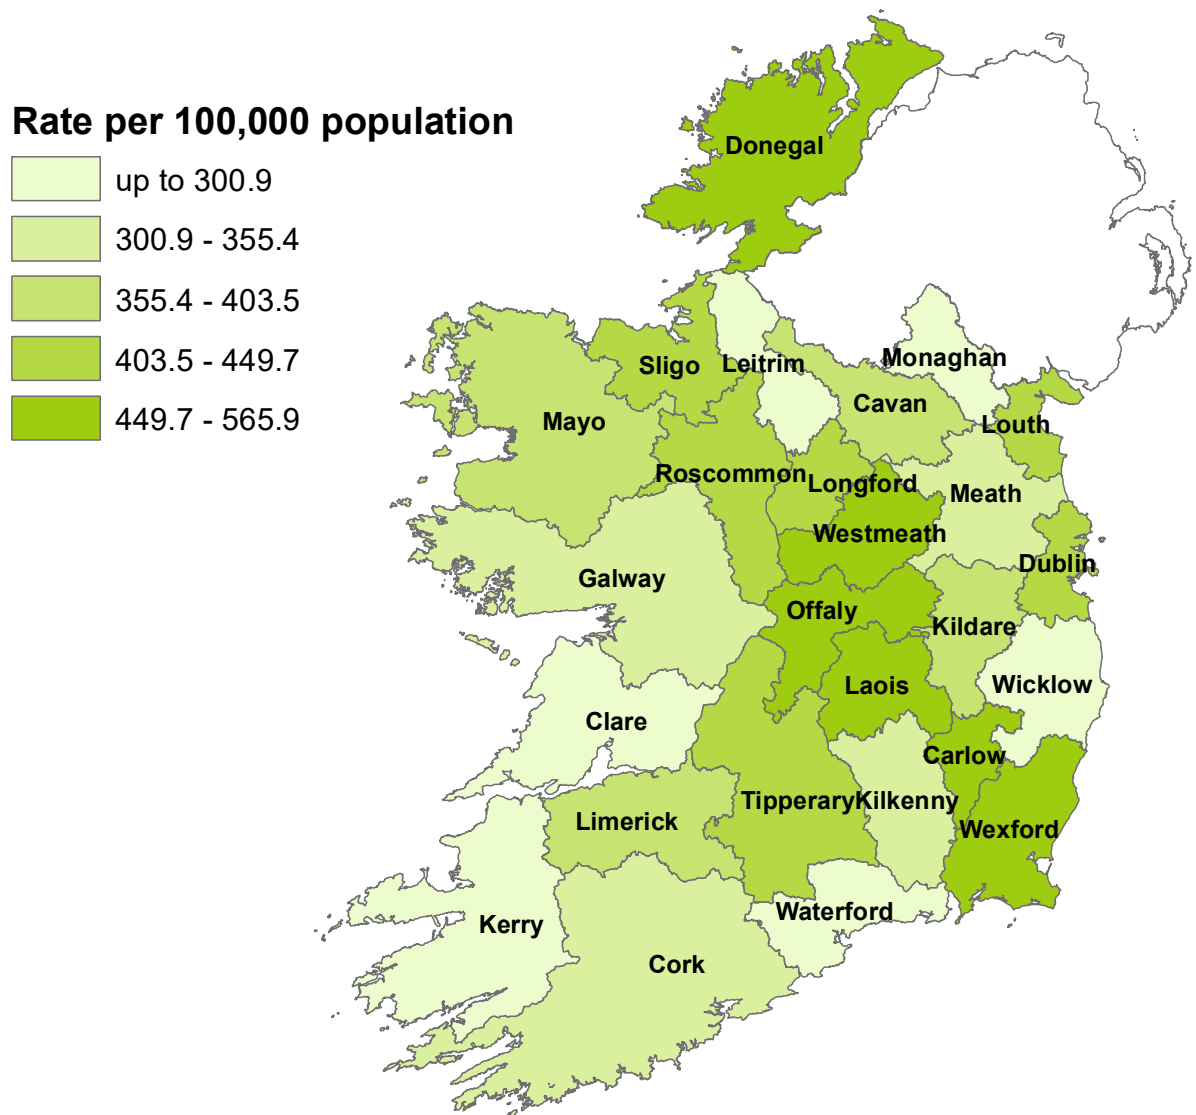 Rate per 100,000 population
up to 300.9
300.9 - 355.4
355.4 - 403.5
403.5 - 449.7
449.7 - 565.9
Donegal
Monaghan
Leitrim
Sligo
Cavan
Mayo
Louth
Roscommon
Longford
Meath
Westmeath
Dublin
Galway
Offaly
Kildare
Laois
Wicklow
Clare
Carlow
Tipperary
Kilkenny
Limerick
Wexford
Waterford
Kerry
Cork